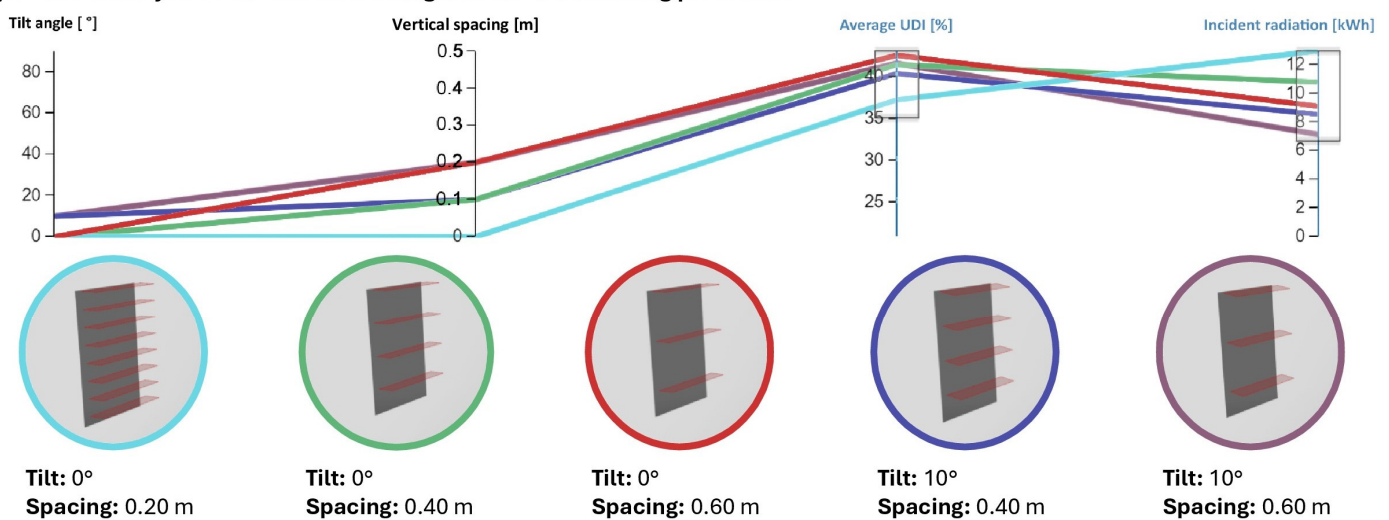 Tilt angle [ °]
Vertical spacing [m]
Average UDI [%]
Incident radiation [kWh]
80
60
40
20
0
0.5
0.4
0.3
0.2
0.1
0
40
35
30
25
12
10
8
6
4
2
0
Tilt: 0°
Spacing: 0.20 m
Tilt: 0°
Spacing: 0.40 m
Tilt: 0°
Spacing: 0.60 m
Tilt: 10°
Spacing: 0.40 m
Tilt: 10°
Spacing: 0.60 m